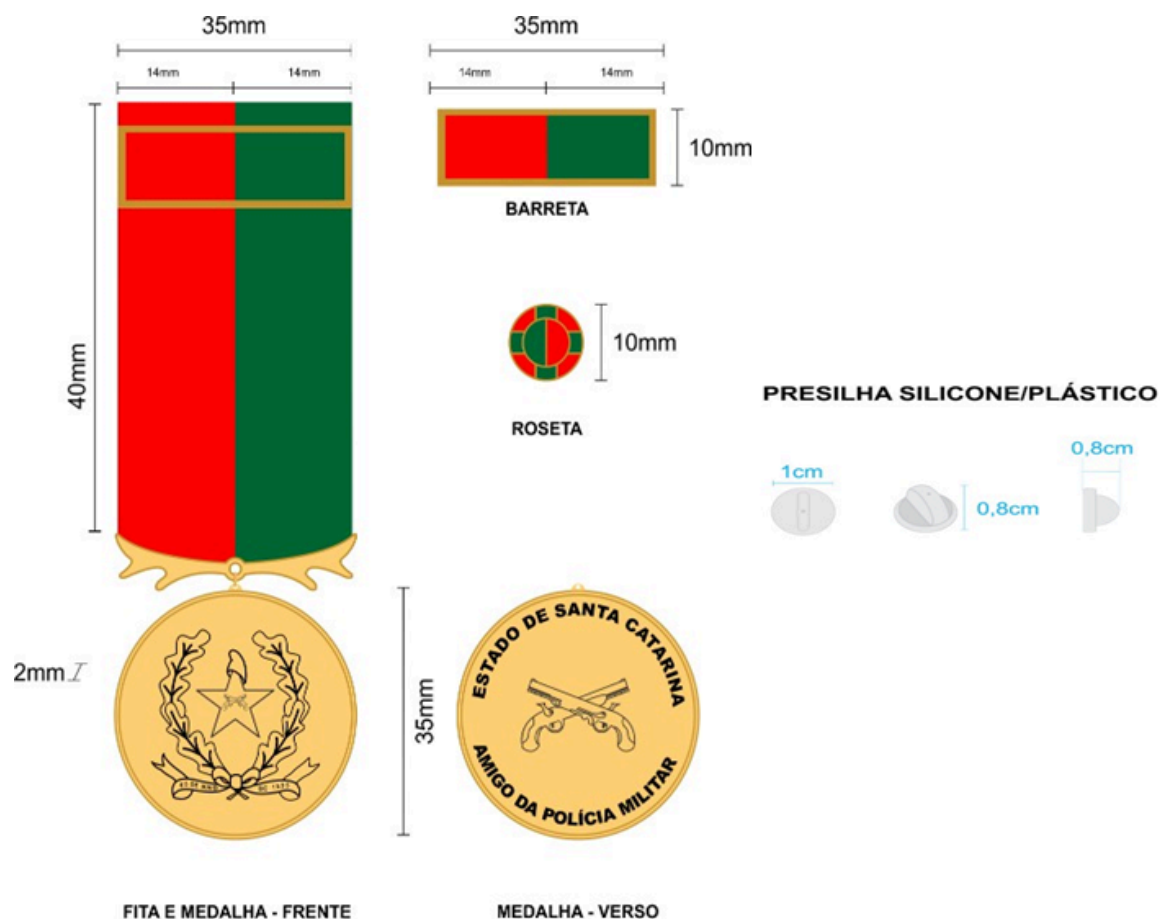 35mm
14mm 14mm
40mm
2mm
35mm
14mm 14mm
10mm
BARRETA
10mm
ROSETA
PRESILHA SILICONE/PLÁSTICO
1cm
0,8cm
0,8cm
35mm
ESTADO DE SANTA CATARINA
AMIGO DA POLÍCIA MILITAR
FITA E MEDALHA - FRENTE
MEDALHA - VERSO